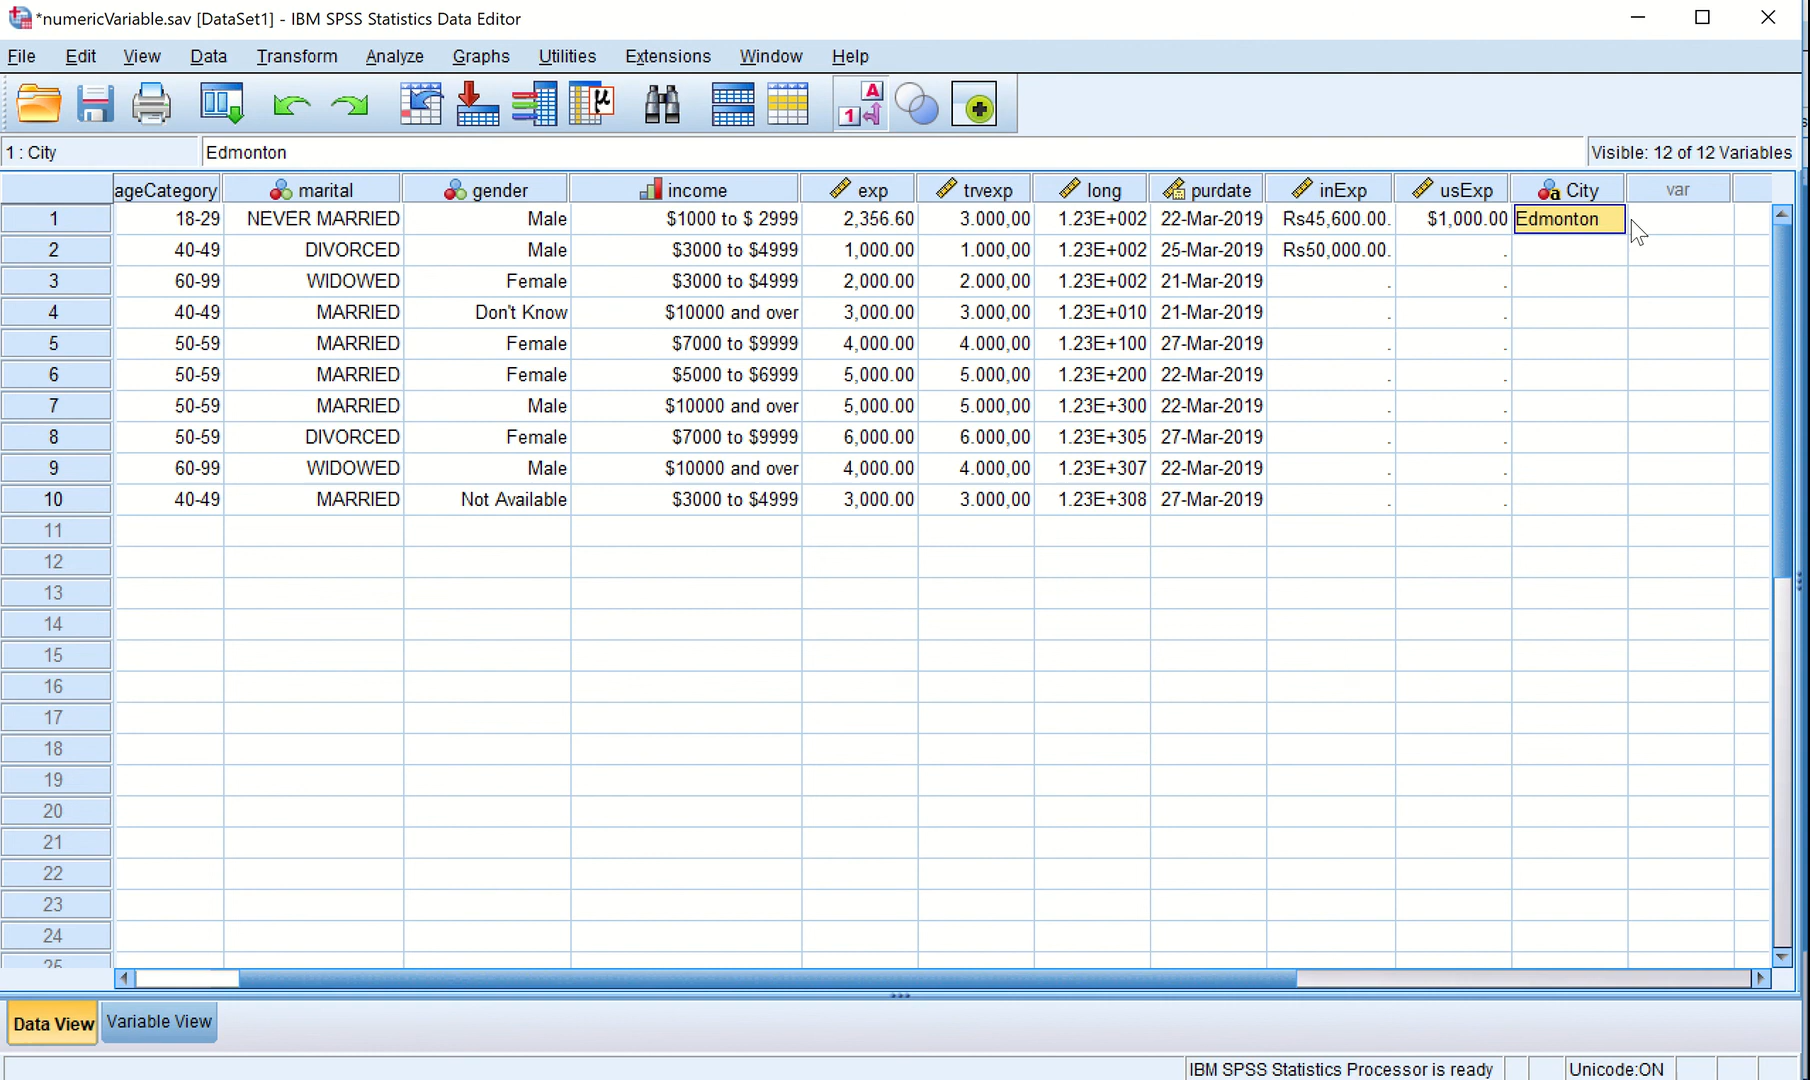 *numericVariable.sav [DataSet1] - IBM SPSS Statistics Data Editor
File Edit View Data Transform Analyze Graphs Utilities Extensions Window Help
1 : City Edmonton Visible: 12 of 12 Variables
ageCategory marital gender income exp trvexp long purdate inExp usExp City var
1 18-29 NEVER MARRIED Male $1000 to $ 2999 2,356.60 3.000,00 1.23E+002 22-Mar-2019 Rs45,600.00. $1,000.00 Edmonton
2 40-49 DIVORCED Male $3000 to $4999 1,000.00 1.000,00 1.23E+002 25-Mar-2019 Rs50,000.00. .
3 60-99 WIDOWED Female $3000 to $4999 2,000.00 2.000,00 1.23E+002 21-Mar-2019 . .
4 40-49 MARRIED Don't Know $10000 and over 3,000.00 3.000,00 1.23E+010 21-Mar-2019 . .
5 50-59 MARRIED Female $7000 to $9999 4,000.00 4.000,00 1.23E+100 27-Mar-2019 . .
6 50-59 MARRIED Female $5000 to $6999 5,000.00 5.000,00 1.23E+200 22-Mar-2019 . .
7 50-59 MARRIED Male $10000 and over 5,000.00 5.000,00 1.23E+300 22-Mar-2019 . .
8 50-59 DIVORCED Female $7000 to $9999 6,000.00 6.000,00 1.23E+305 27-Mar-2019 . .
9 60-99 WIDOWED Male $10000 and over 4,000.00 4.000,00 1.23E+307 22-Mar-2019 . .
10 40-49 MARRIED Not Available $3000 to $4999 3,000.00 3.000,00 1.23E+308 27-Mar-2019 . .
11
12
13
14
15
16
17
18
19
20
21
22
23
24
25
Data View Variable View
IBM SPSS Statistics Processor is ready Unicode:ON